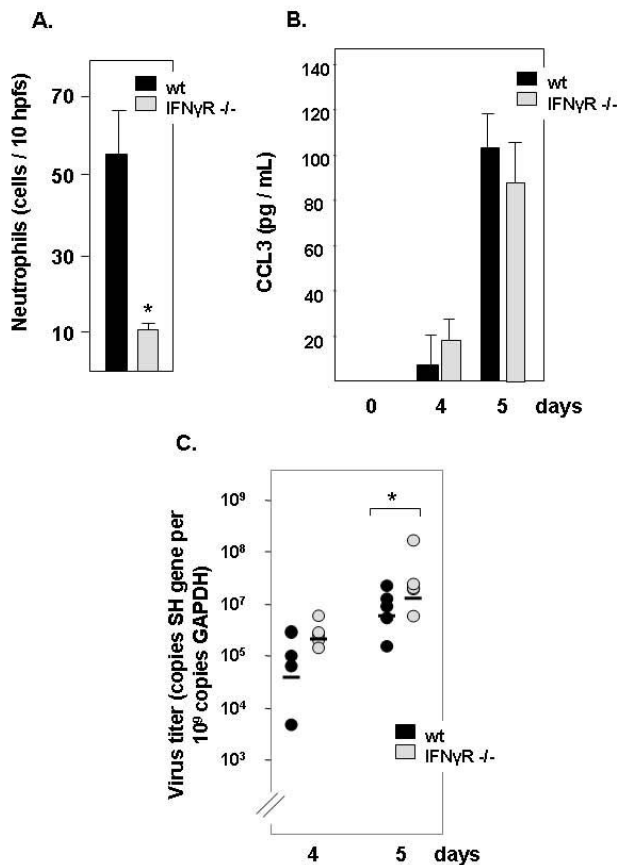 A.
Neutrophils (cells / 10 hpfs)
70
50
30
10
wt
IFNγR -/-
*
B.
CCL3 (pg / mL)
140
120
100
80
60
40
20
wt
IFNγR -/-
0 4 5 days
C.
Virus titer (copies SH gene per
10⁹ copies GAPDH)
10⁹
10⁸
10⁷
10⁵
10⁴
10³
*
wt
IFNγR -/-
4 5 days